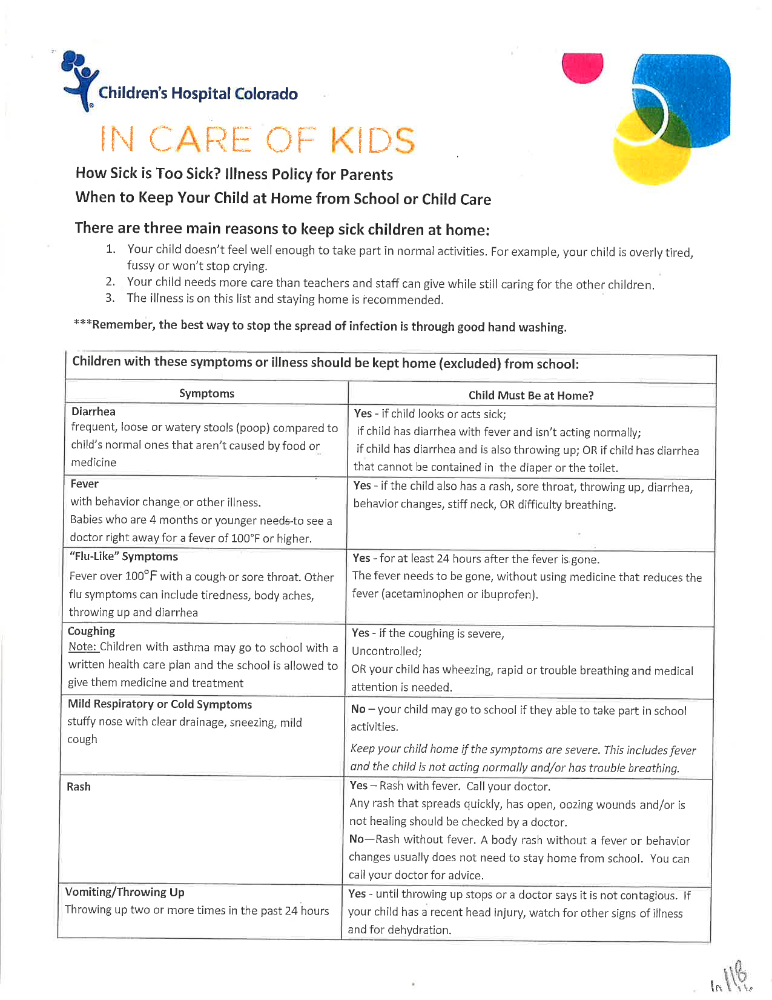 Children's Hospital Colorado
IN CARE OF KIDS
How Sick is Too Sick? Illness Policy for Parents
When to Keep Your Child at Home from School or Child Care
There are three main reasons to keep sick children at home:
1. Your child doesn't feel well enough to take part in normal activities. For example, your child is overly tired,
fussy or won't stop crying.
2. Your child needs more care than teachers and staff can give while still caring for the other children.
3. The illness is on this list and staying home is recommended.
***Remember, the best way to stop the spread of infection is through good hand washing.
Children with these symptoms or illness should be kept home (excluded) from school:
Symptoms
Child Must Be at Home?
Diarrhea
frequent, loose or watery stools (poop) compared to
child's normal ones that aren't caused by food or
medicine
Yes - if child looks or acts sick;
if child has diarrhea with fever and isn't acting normally;
if child has diarrhea and is also throwing up; OR if child has diarrhea
that cannot be contained in the diaper or the toilet.
Fever
with behavior change or other illness.
Babies who are 4 months or younger needs to see a
doctor right away for a fever of 100°F or higher.
Yes - if the child also has a rash, sore throat, throwing up, diarrhea,
behavior changes, stiff neck, OR difficulty breathing.
"Flu-Like" Symptoms
Fever over 100°F with a cough or sore throat. Other
flu symptoms can include tiredness, body aches,
throwing up and diarrhea
Yes - for at least 24 hours after the fever is gone.
The fever needs to be gone, without using medicine that reduces the
fever (acetaminophen or ibuprofen).
Coughing
Note: Children with asthma may go to school with a
written health care plan and the school is allowed to
give them medicine and treatment
Yes - if the coughing is severe,
Uncontrolled;
OR your child has wheezing, rapid or trouble breathing and medical
attention is needed.
Mild Respiratory or Cold Symptoms
stuffy nose with clear drainage, sneezing, mild
cough
No – your child may go to school if they able to take part in school
activities.
Keep your child home if the symptoms are severe. This includes fever
and the child is not acting normally and/or has trouble breathing.
Rash
Yes – Rash with fever. Call your doctor.
Any rash that spreads quickly, has open, oozing wounds and/or is
not healing should be checked by a doctor.
No—Rash without fever. A body rash without a fever or behavior
changes usually does not need to stay home from school. You can
call your doctor for advice.
Vomiting/Throwing Up
Throwing up two or more times in the past 24 hours
Yes - until throwing up stops or a doctor says it is not contagious. If
your child has a recent head injury, watch for other signs of illness
and for dehydration.